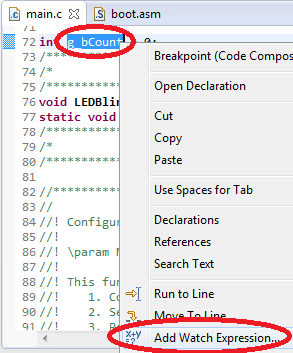 main.c boot.asm
71
72 int g_bCount 0;
73 /***
74 /*
75 /****
76 void LEDBlin
77 static void
78 /****
79 /*
80 /****
81
82 //****
83 //
84 //! Configur
85 //!
86 //! \param M
87 //!
88 //! This fun
89 //! 1. Co
90 //! 2. Se
91 //! 3.
Breakpoint (Code Compos
Open Declaration
Cut
Copy
Paste
Use Spaces for Tab
Declarations
References
Search Text
Run to Line
Move To Line
Add Watch Expression...